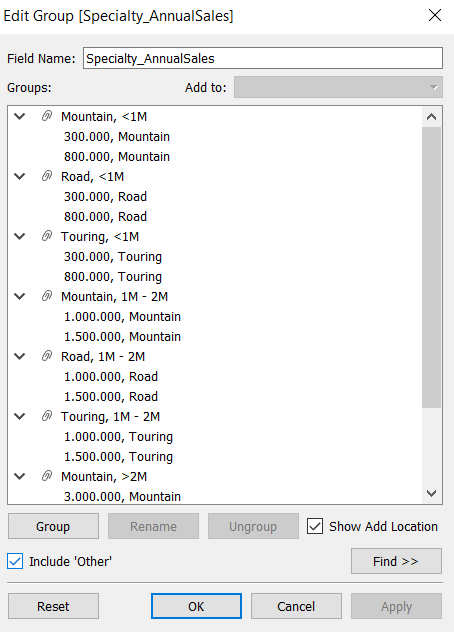 Edit Group [Specialty_AnnualSales]
Field Name: Specialty_AnnualSales
Groups: Add to:
Mountain, <1M
300.000, Mountain
800.000, Mountain
Road, <1M
300.000, Road
800.000, Road
Touring, <1M
300.000, Touring
800.000, Touring
Mountain, 1M - 2M
1.000.000, Mountain
1.500.000, Mountain
Road, 1M - 2M
1.000.000, Road
1.500.000, Road
Touring, 1M - 2M
1.000.000, Touring
1.500.000, Touring
Mountain, >2M
3.000.000, Mountain
Group Rename Ungroup Show Add Location
Include 'Other' Find >>
Reset OK Cancel Apply